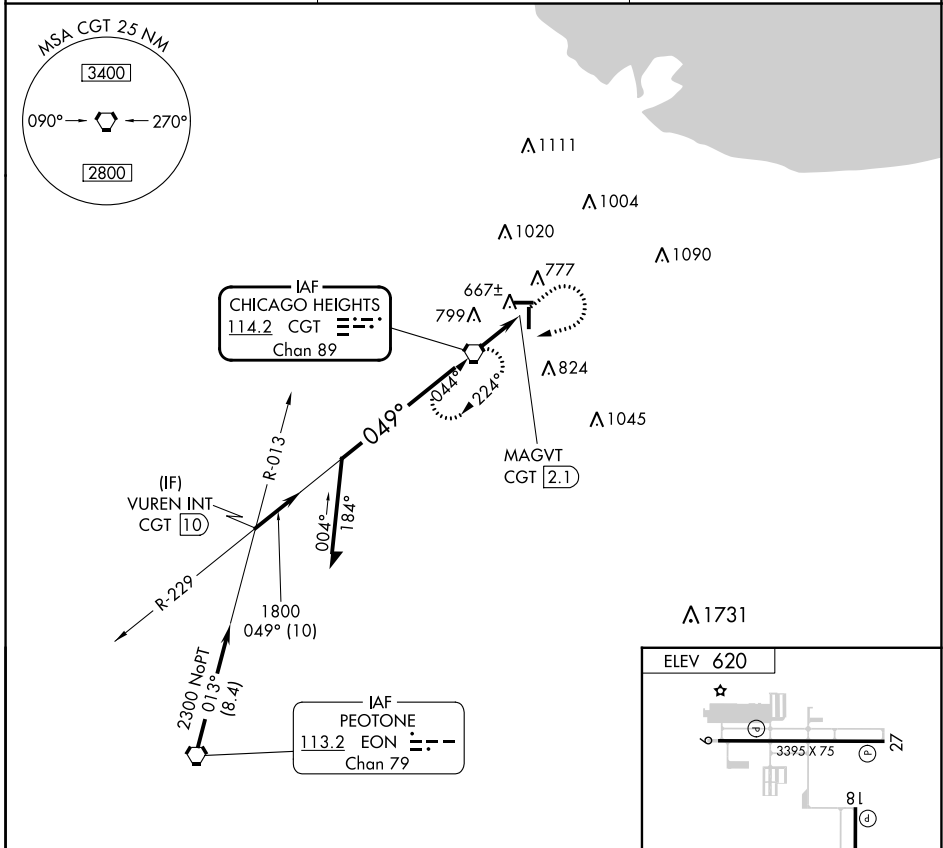 MSA CGT 25 NM
3400
090° 270°
2800
1111
1004
1020
1090
777
667±
799
IAF
CHICAGO HEIGHTS
114.2 CGT
Chan 89
824
044°
224°
1045
049°
MAGVT
CGT 2.1
R-013
(IF)
VUREN INT
CGT 10
004°
184°
R-229
1800
049° (10)
1731
2300 NoPT
013°
(8.4)
IAF
PEOTONE
113.2 EON
Chan 79
ELEV 620
P
9
27
3395 X 75
P
18
P